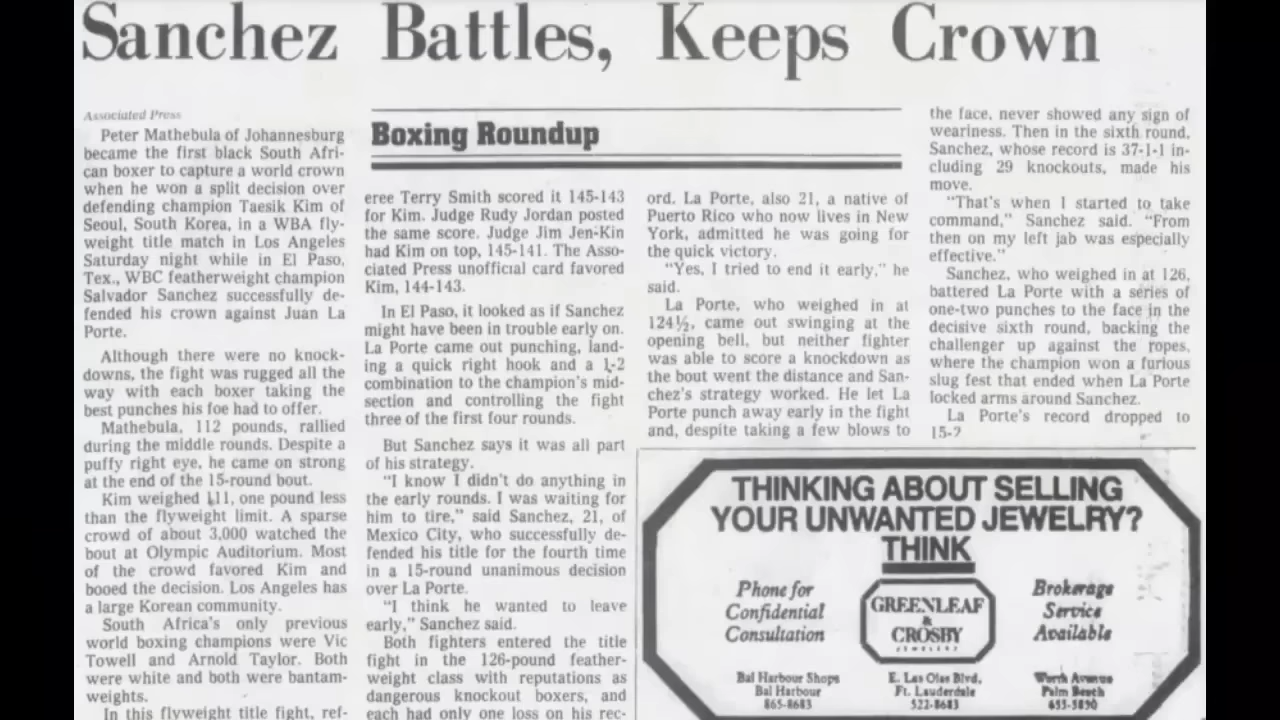 Sanchez Battles, Keeps Crown
Associated Press
Peter Mathebula of Johannesburg
became the first black South Afri-
can boxer to capture a world crown
when he won a split decision over
defending champion Taesik Kim of
Seoul, South Korea, in a WBA fly-
weight title match in Los Angeles
Saturday night while in El Paso,
Tex., WBC featherweight champion
Salvador Sanchez successfully de-
fended his crown against Juan La
Porte.
Although there were no knock-
downs, the fight was rugged all the
way with each boxer taking the
best punches his foe had to offer.
Mathebula, 112 pounds, rallied
during the middle rounds. Despite a
puffy right eye, he came on strong
at the end of the 15-round bout.
Kim weighed 111, one pound less
than the flyweight limit. A sparse
crowd of about 3,000 watched the
bout at Olympic Auditorium. Most
of the crowd favored Kim and
booed the decision. Los Angeles has
a large Korean community.
South Africa's only previous
world boxing champions were Vic
Towell and Arnold Taylor. Both
were white and both were bantam-
weights.
In this flyweight title fight, ref-
Boxing Roundup
eree Terry Smith scored it 145-143
for Kim. Judge Rudy Jordan posted
the same score. Judge Jim Jen-Kin
had Kim on top, 145-141. The Asso-
ciated Press unofficial card favored
Kim, 144-143.
In El Paso, it looked as if Sanchez
might have been in trouble early on.
La Porte came out punching, land-
ing a quick right hook and a 1-2
combination to the champion's mid-
section and controlling the fight
three of the first four rounds.
But Sanchez says it was all part
of his strategy.
"I know I didn't do anything in
the early rounds. I was waiting for
him to tire," said Sanchez, 21, of
Mexico City, who successfully de-
fended his title for the fourth time
in a 15-round unanimous decision
over La Porte.
"I think he wanted to leave
early," Sanchez said.
Both fighters entered the title
fight in the 126-pound feather-
weight class with reputations as
dangerous knockout boxers, and
each had only one loss on his rec-
ord. La Porte, also 21, a native of
Puerto Rico who now lives in New
York, admitted he was going for
the quick victory.
"Yes, I tried to end it early," he
said.
La Porte, who weighed in at
124½, came out swinging at the
opening bell, but neither fighter
was able to score a knockdown as
the bout went the distance and San-
chez's strategy worked. He let La
Porte punch away early in the fight
and, despite taking a few blows to
the face, never showed any sign of
weariness. Then in the sixth round,
Sanchez, whose record is 37-1-1 in-
cluding 29 knockouts, made his
move.
"That's when I started to take
command," Sanchez said. "From
then on my left jab was especially
effective."
Sanchez, who weighed in at 126,
battered La Porte with a series of
one-two punches to the face in the
decisive sixth round, backing the
challenger up against the ropes,
where the champion won a furious
slug fest that ended when La Porte
locked arms around Sanchez.
La Porte's record dropped to
15-2
THINKING ABOUT SELLING
YOUR UNWANTED JEWELRY?
THINK
Phone for
Confidential
Consultation
GREENLEAF
&
CROSBY
JEWELERS
Brokerage
Service
Available
Bal Harbour Shops
Bal Harbour
865-8683
E. Las Olas Blvd.
Ft. Lauderdale
522-8683
Worth Avenue
Palm Beach
655-5850